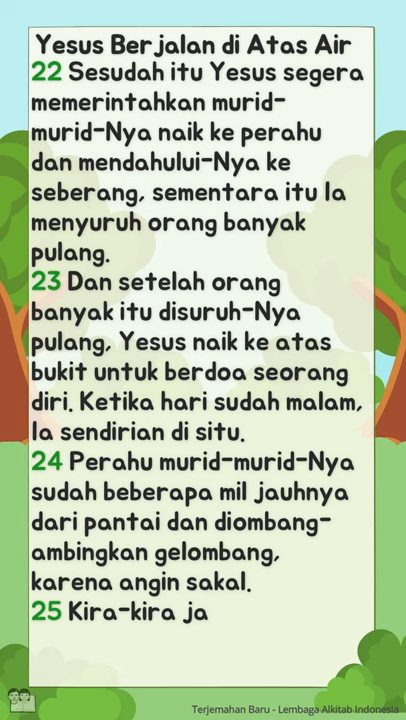 Yesus Berjalan di Atas Air
22 Sesudah itu Yesus segera
memerintahkan murid-
murid-Nya naik ke perahu
dan mendahului-Nya ke
seberang, sementara itu Ia
menyuruh orang banyak
pulang.
23 Dan setelah orang
banyak itu disuruh-Nya
pulang, Yesus naik ke atas
bukit untuk berdoa seorang
diri. Ketika hari sudah malam,
Ia sendirian di situ.
24 Perahu murid-murid-Nya
sudah beberapa mil jauhnya
dari pantai dan diombang-
ambingkan gelombang,
karena angin sakal.
25 Kira-kira ja
Terjemahan Baru - Lembaga Alkitab Indonesia